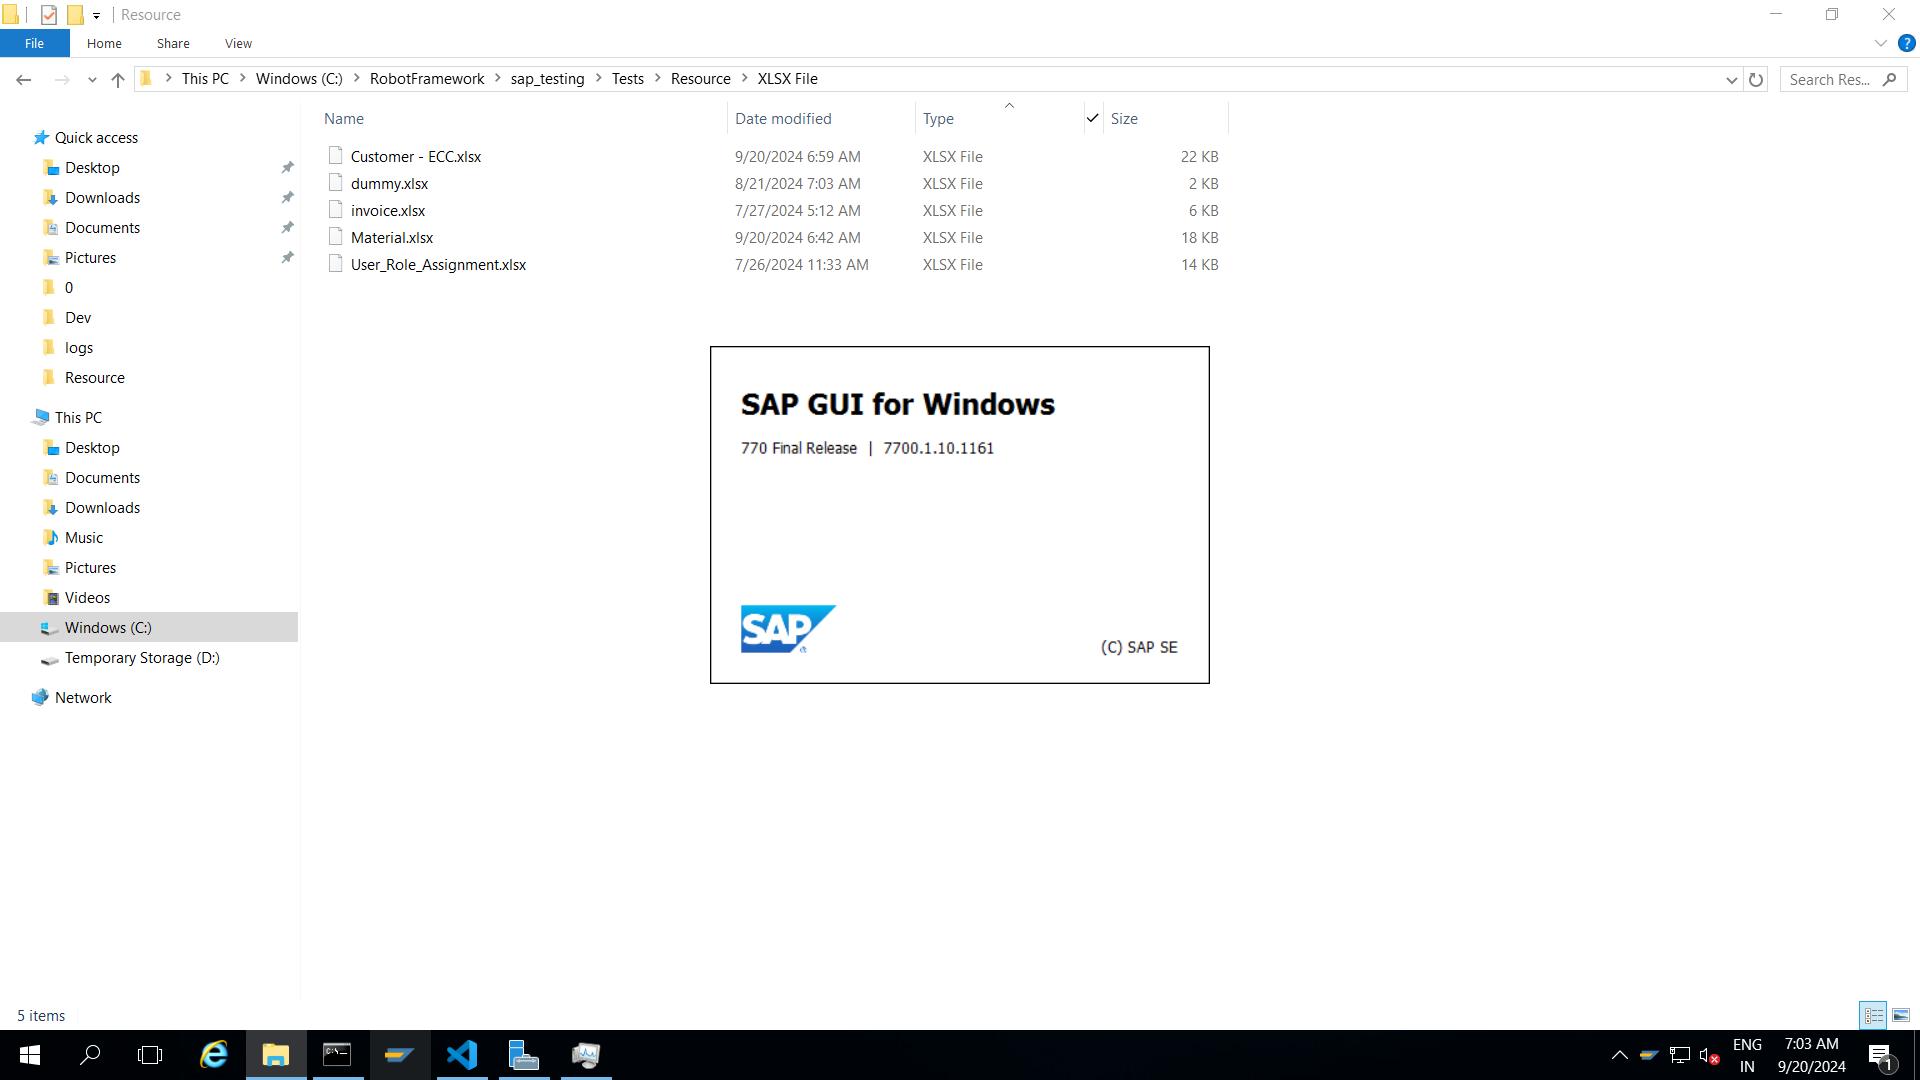 Resource
File
Home
Share
View
?
This PC
Windows (C:)
RobotFramework
sap_testing
Tests
Resource
XLSX File
Search Res...
Name
Date modified
Type
Size
Customer - ECC.xlsx
9/20/2024 6:59 AM
XLSX File
22 KB
dummy.xlsx
8/21/2024 7:03 AM
XLSX File
2 KB
invoice.xlsx
7/27/2024 5:12 AM
XLSX File
6 KB
Material.xlsx
9/20/2024 6:42 AM
XLSX File
18 KB
User_Role_Assignment.xlsx
7/26/2024 11:33 AM
XLSX File
14 KB
Quick access
Desktop
Downloads
Documents
Pictures
0
Dev
logs
Resource
This PC
Desktop
Documents
Downloads
Music
Pictures
Videos
Windows (C:)
Temporary Storage (D:)
Network
SAP GUI for Windows
770 Final Release | 7700.1.10.1161
SAP
(C) SAP SE
5 items
ENG
IN
7:03 AM
9/20/2024
1